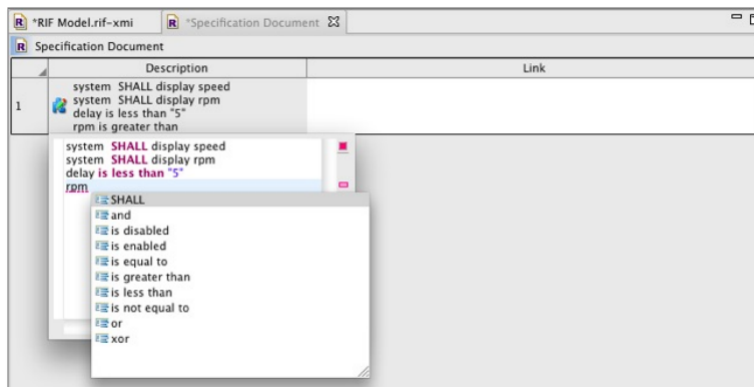 *RIF Model.rif-xmi
*Specification Document
Specification Document
Description Link
1
system SHALL display speed
system SHALL display rpm
delay is less than "5"
rpm is greater than
system SHALL display speed
system SHALL display rpm
delay is less than "5"
rpm
SHALL
and
is disabled
is enabled
is equal to
is greater than
is less than
is not equal to
or
xor